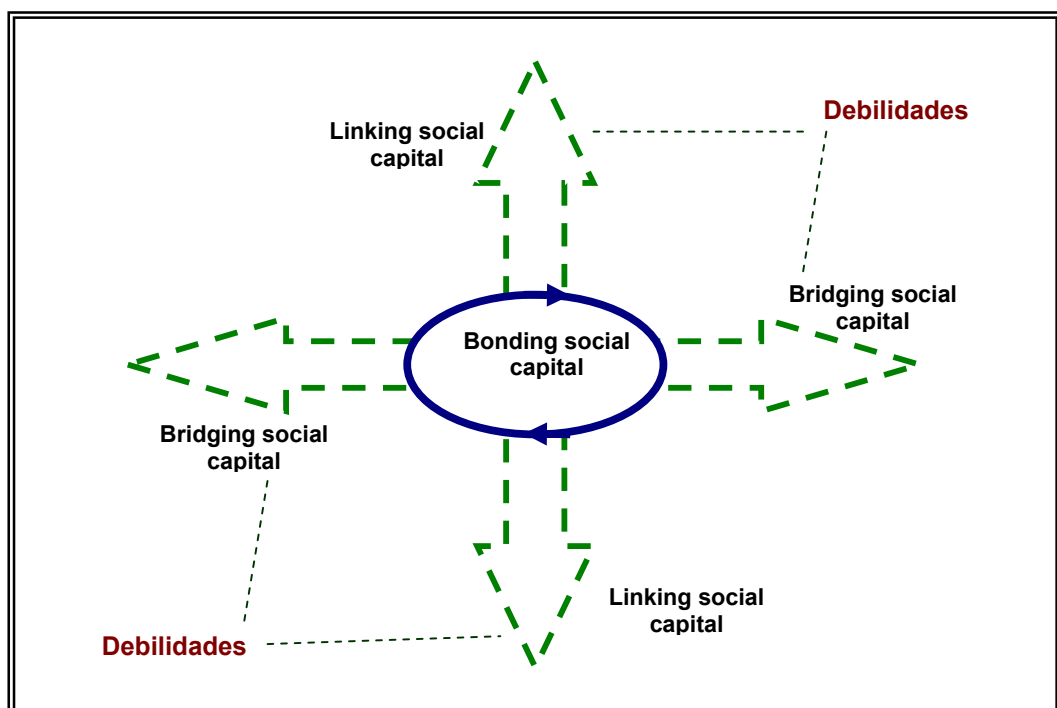 Debilidades
Linking social
capital
Bridging social
capital
Bonding social
capital
Bridging social
capital
Linking social
capital
Debilidades